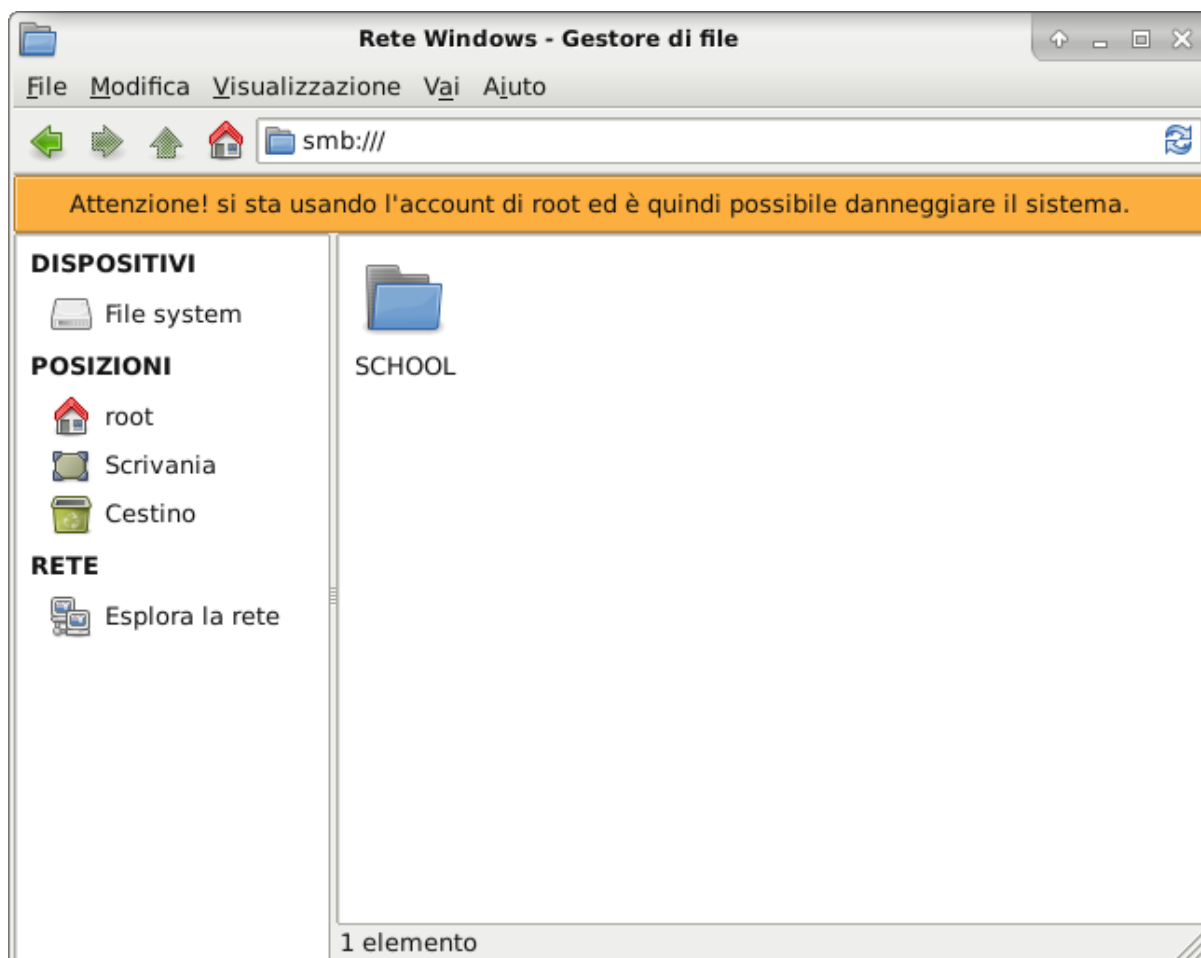 Rete Windows - Gestore di file
File Modifica Visualizzazione Vai Aiuto
smb:///
Attenzione! si sta usando l'account di root ed è quindi possibile danneggiare il sistema.
DISPOSITIVI
File system
POSIZIONI
root
Scrivania
Cestino
RETE
Esplora la rete
SCHOOL
1 elemento